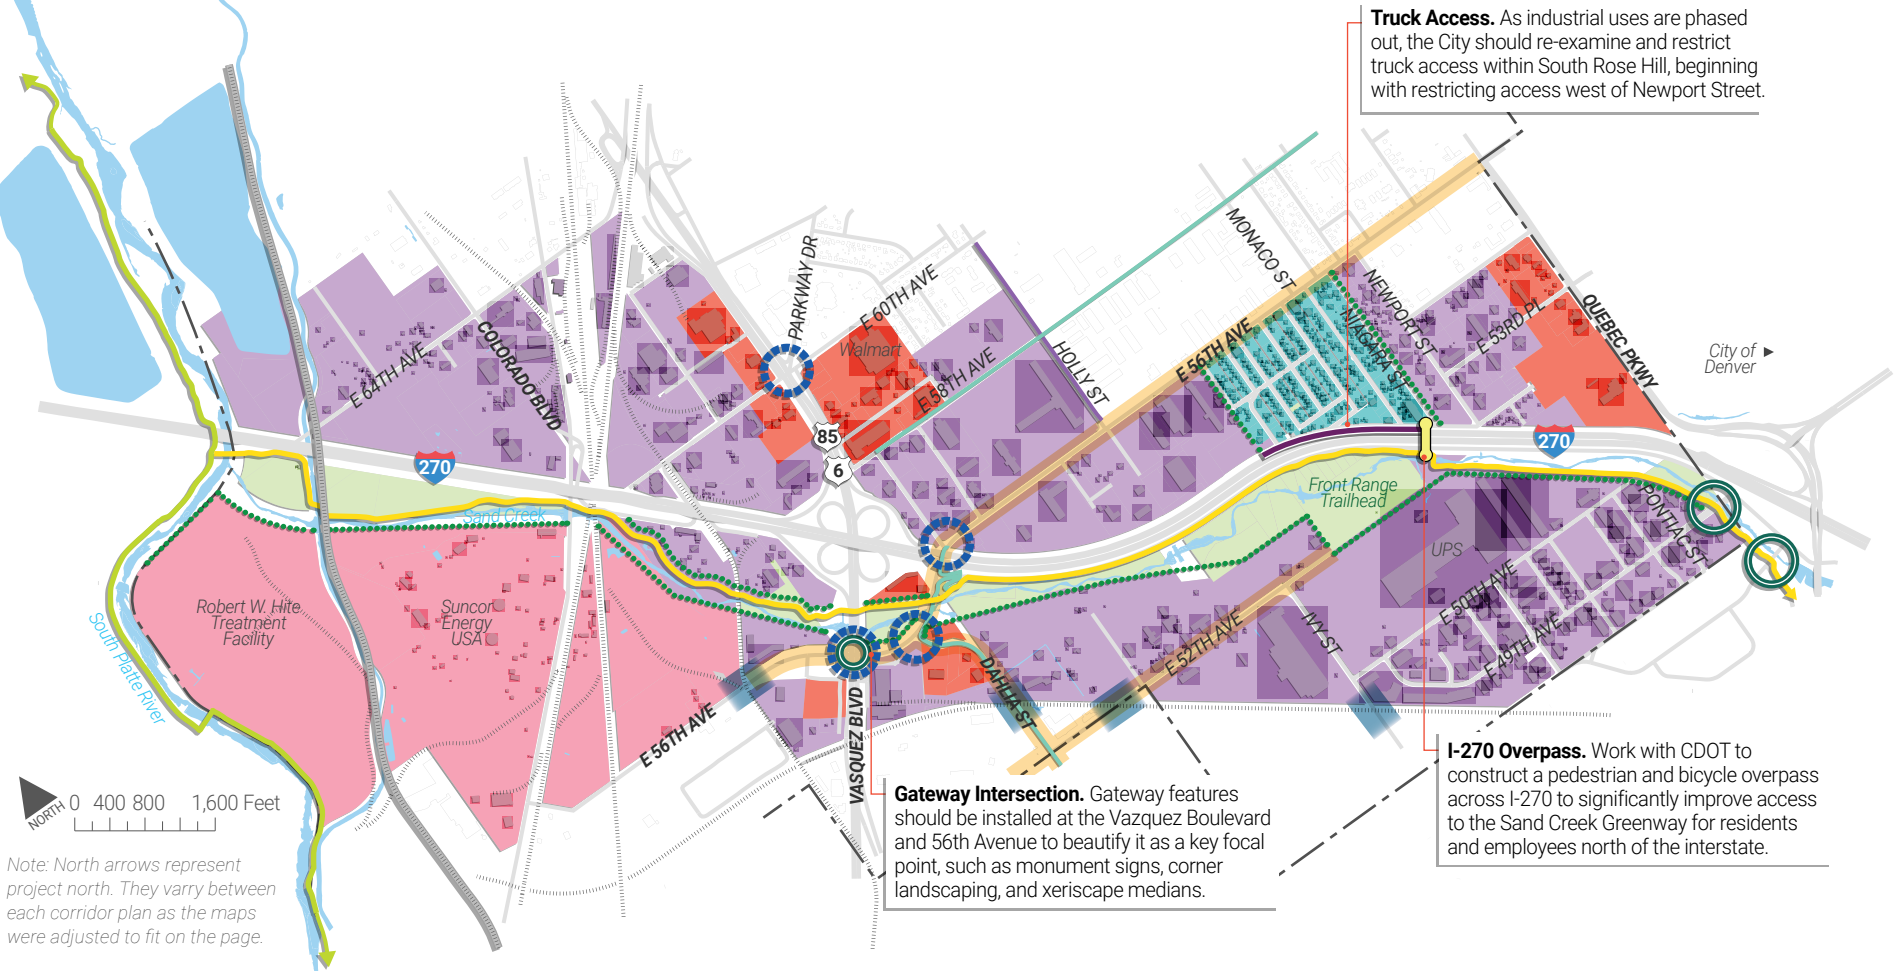 Truck Access. As industrial uses are phased
out, the City should re-examine and restrict
truck access within South Rose Hill, beginning
with restricting access west of Newport Street.
MONACO ST
PARKWAY DR
E 60TH AVE
NEWPORT ST
QUEBEC PKWY
NIAGARA ST
E 53RD PL
COLORADO BLVD
E 64TH AVE
Walmart
E 58TH AVE
HOLLY ST
E 56TH AVE
City of
Denver
85
6
270
270
Front Range
Trailhead
Sand Creek
PONTIAC ST
UPS
E 50TH AVE
E 49TH AVE
Robert W. Hite
Treatment
Facility
Suncor
Energy
USA
South Platte River
E 52TH AVE
IVY ST
DAHLIA ST
E 56TH AVE
VASQUEZ BLVD
I-270 Overpass. Work with CDOT to
construct a pedestrian and bicycle overpass
across I-270 to significantly improve access
to the Sand Creek Greenway for residents
and employees north of the interstate.
Gateway Intersection. Gateway features
should be installed at the Vazquez Boulevard
and 56th Avenue to beautify it as a key focal
point, such as monument signs, corner
landscaping, and xeriscape medians.
NORTH
0 400 800 1,600 Feet
Note: North arrows represent
project north. They varry between
each corridor plan as the maps
were adjusted to fit on the page.